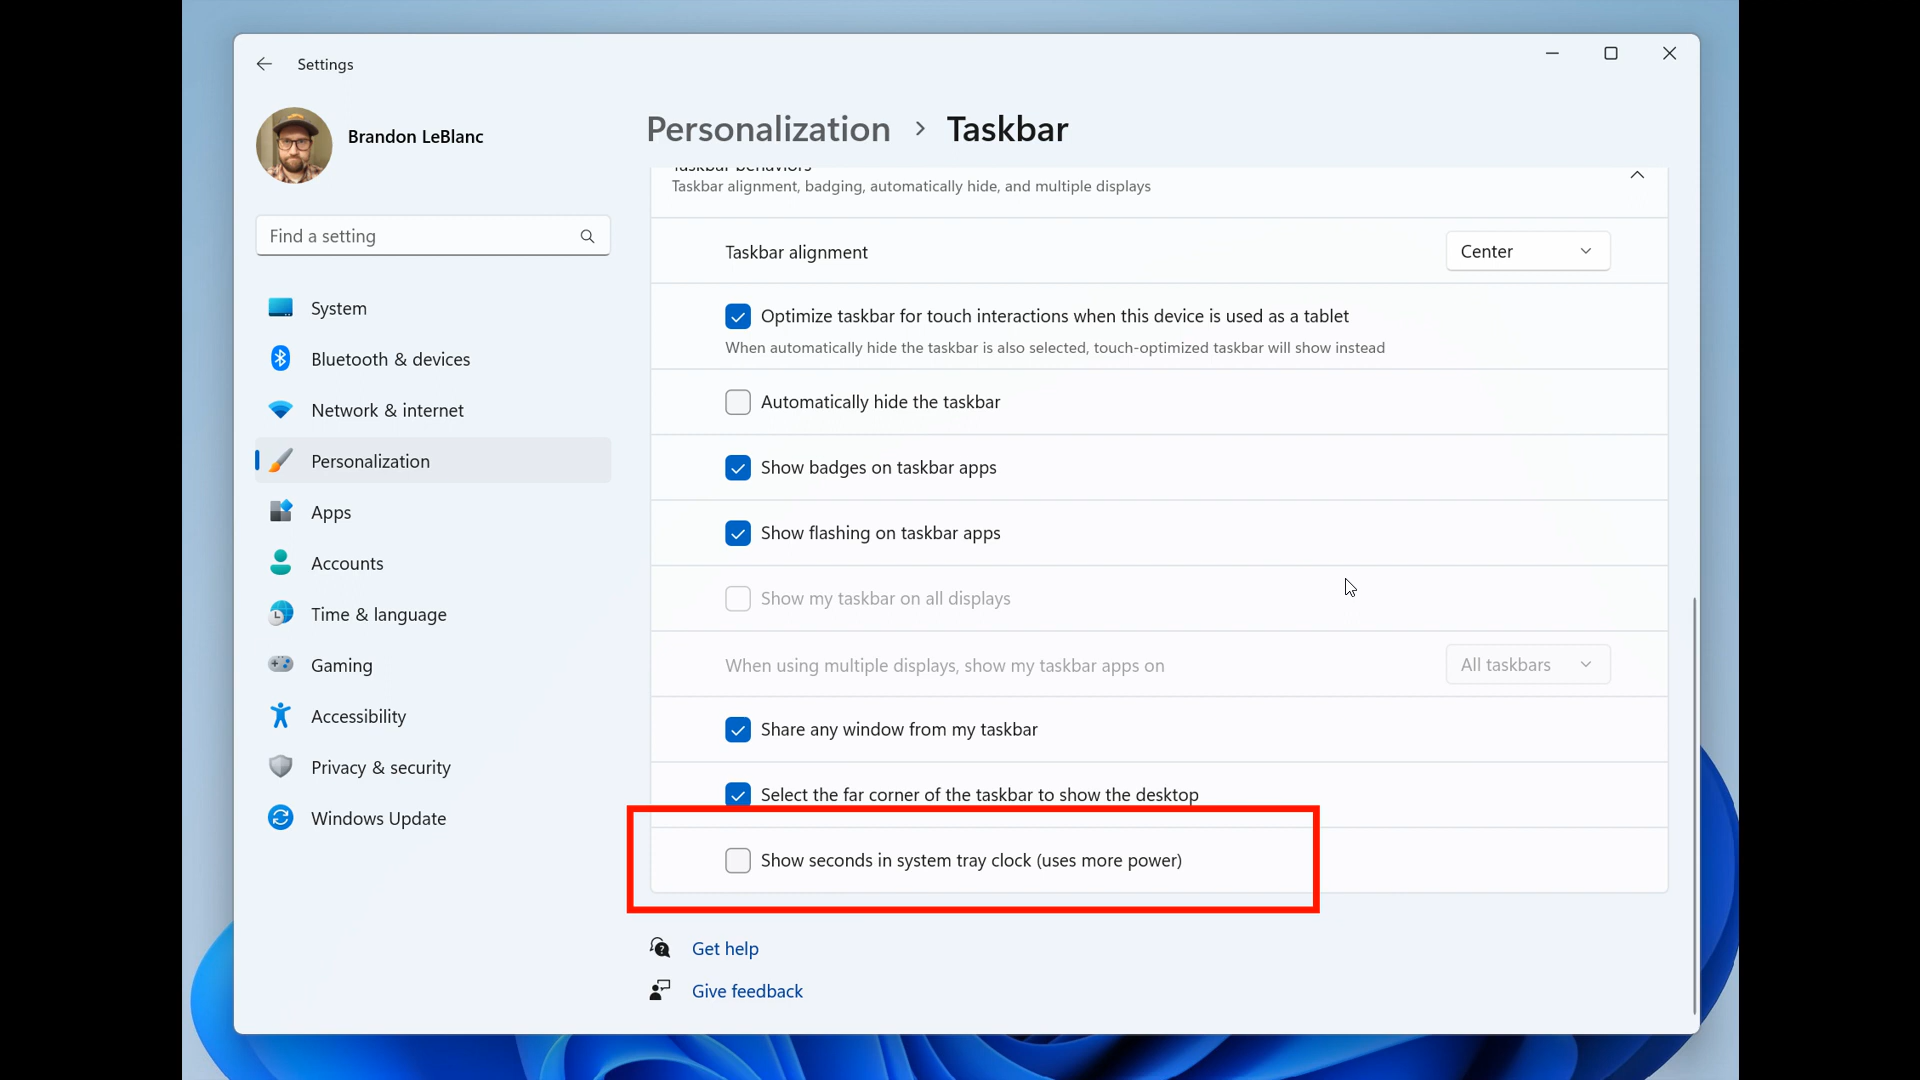 Settings
Brandon LeBlanc
Find a setting
System
Bluetooth & devices
Network & internet
Personalization
Apps
Accounts
Time & language
Gaming
Accessibility
Privacy & security
Windows Update
Personalization > Taskbar
Taskbar behaviors
Taskbar alignment, badging, automatically hide, and multiple displays
Taskbar alignment
Center
Optimize taskbar for touch interactions when this device is used as a tablet
When automatically hide the taskbar is also selected, touch-optimized taskbar will show instead
Automatically hide the taskbar
Show badges on taskbar apps
Show flashing on taskbar apps
Show my taskbar on all displays
When using multiple displays, show my taskbar apps on
All taskbars
Share any window from my taskbar
Select the far corner of the taskbar to show the desktop
Show seconds in system tray clock (uses more power)
Get help
Give feedback